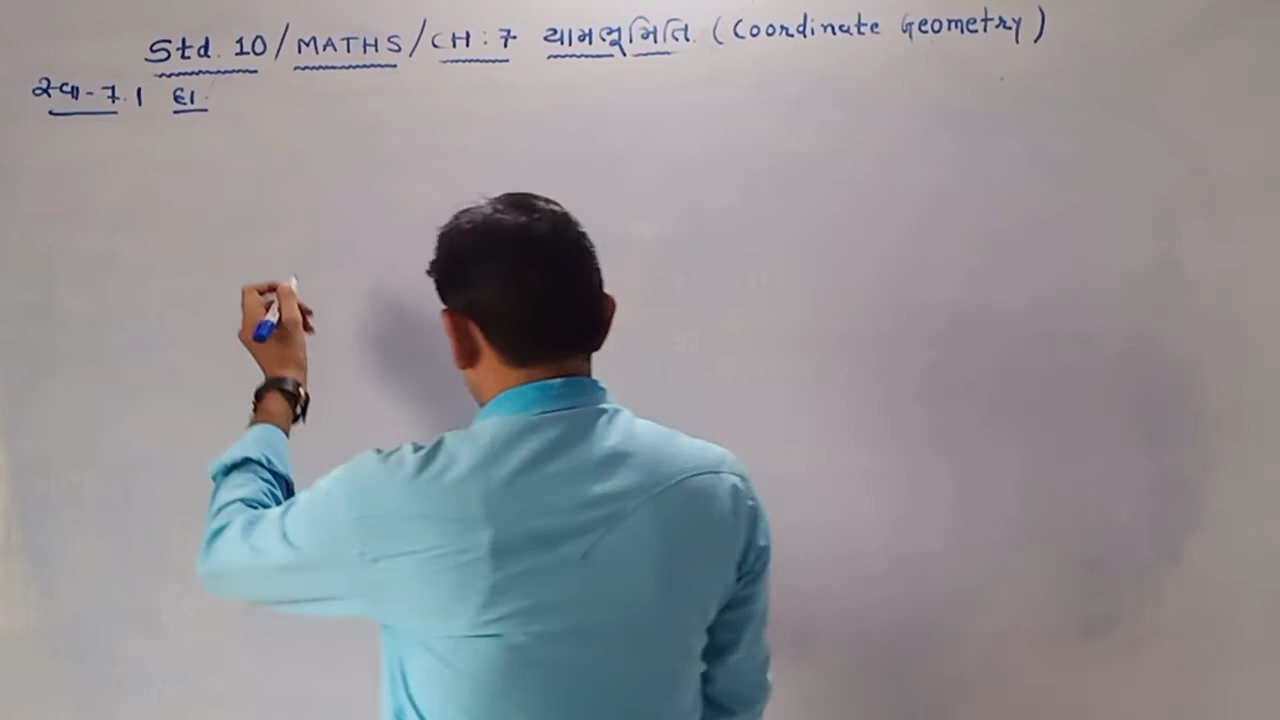 Std. 10/MATHS/CH:7 યામભૂમિતિ. (Coordinate Geometry)
સ્વા-7.1 દા.